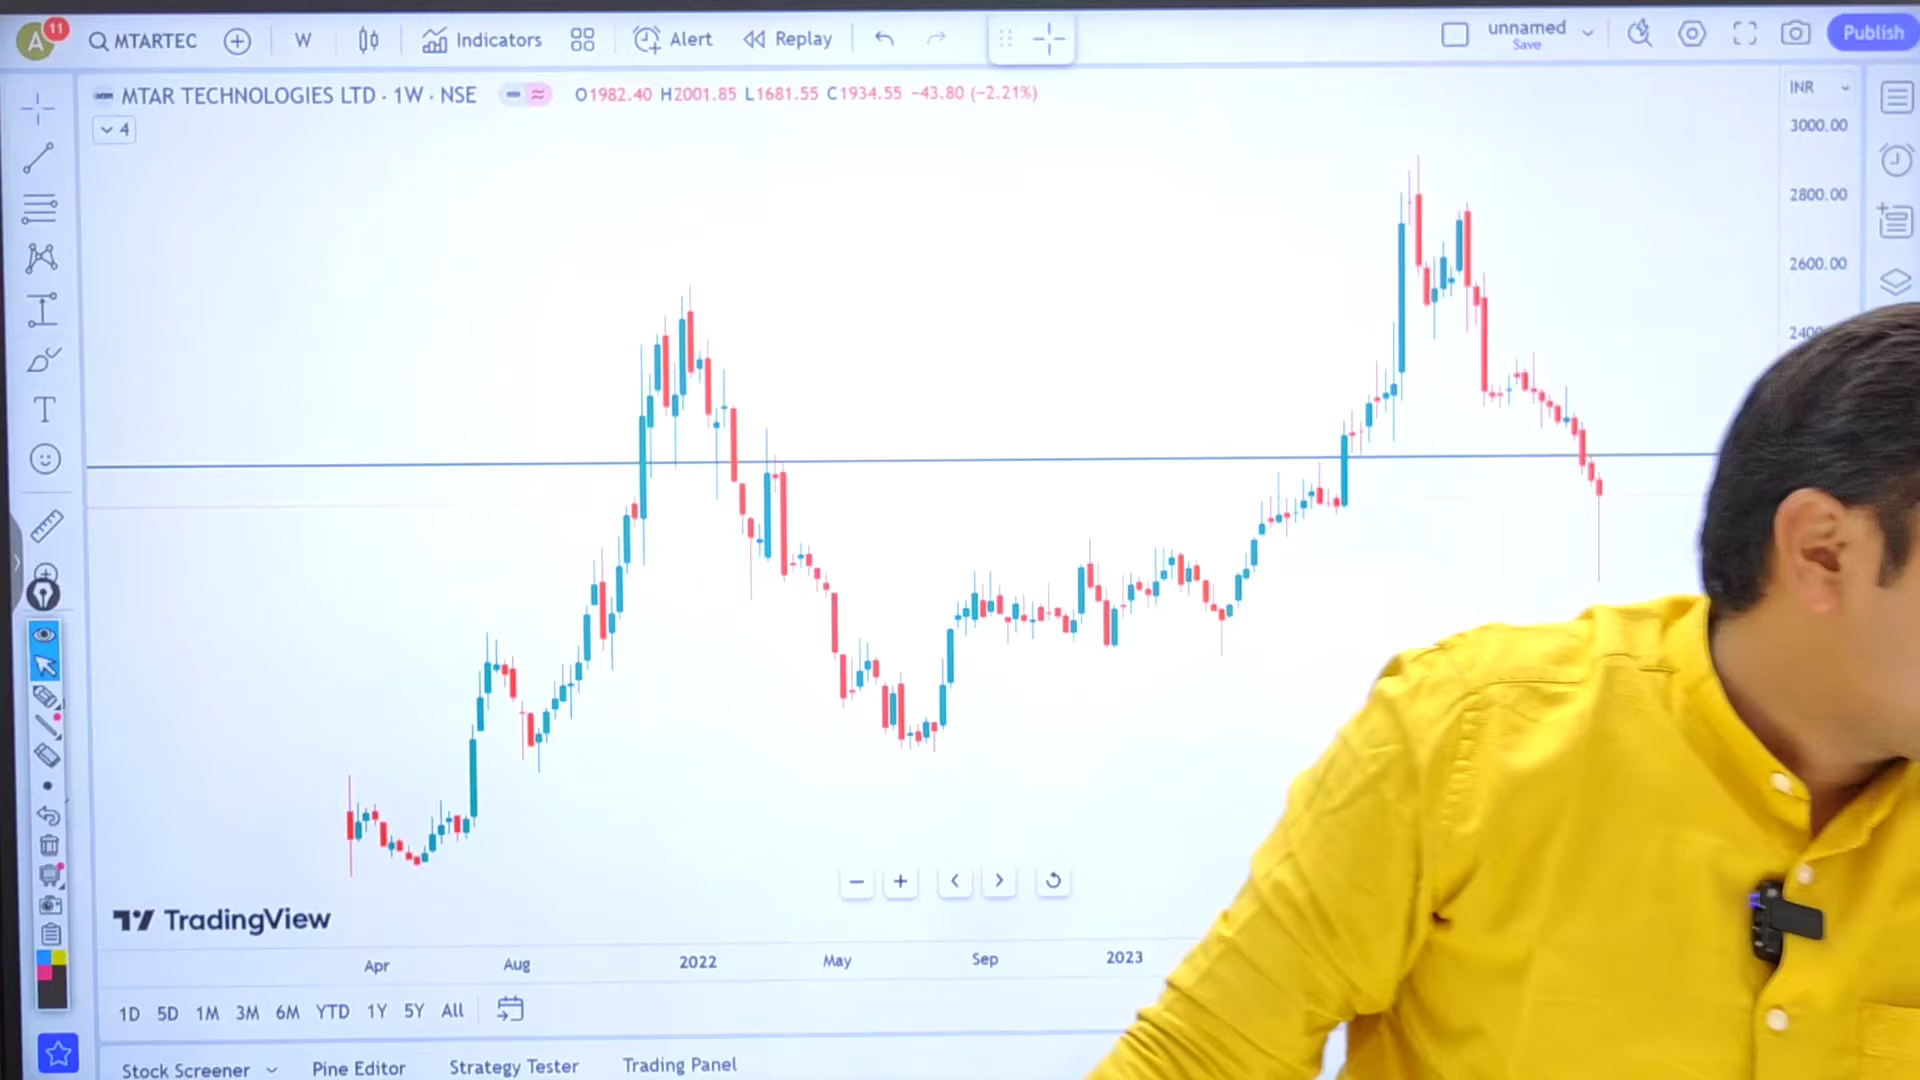 A 11 MTARTEC W Indicators Alert Replay unnamed Save Publish
MTAR TECHNOLOGIES LTD · 1W · NSE O1982.40 H2001.85 L1681.55 C1934.55 −43.80 (−2.21%) INR
4
3000.00
2800.00
2600.00
T
TradingView
Apr Aug 2022 May Sep 2023
1D 5D 1M 3M 6M YTD 1Y 5Y All
Stock Screener Pine Editor Strategy Tester Trading Panel